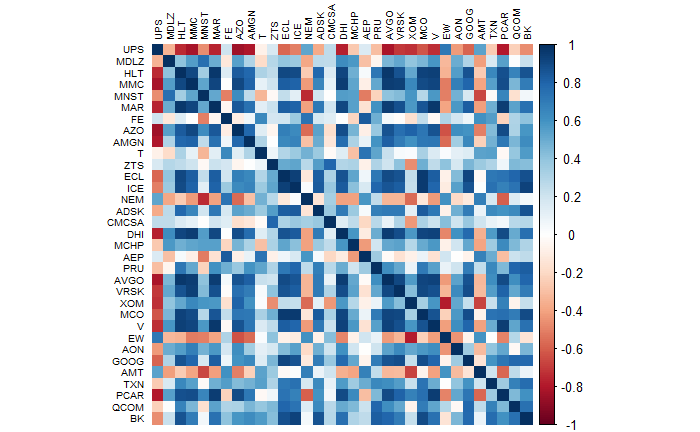 UPS MDLZ HLT MMC MNST MAR FE AZO AMGN T ZTS ECL ICE NEM ADSK CMCSA DHI MCHP AEP PRU AVGO VRSK XOM MCO V EW AON GOOG AMT TXN PCAR QCOM BK
UPS
MDLZ
HLT
MMC
MNST
MAR
FE
AZO
AMGN
T
ZTS
ECL
ICE
NEM
ADSK
CMCSA
DHI
MCHP
AEP
PRU
AVGO
VRSK
XOM
MCO
V
EW
AON
GOOG
AMT
TXN
PCAR
QCOM
BK
1
0.8
0.6
0.4
0.2
0
-0.2
-0.4
-0.6
-0.8
-1